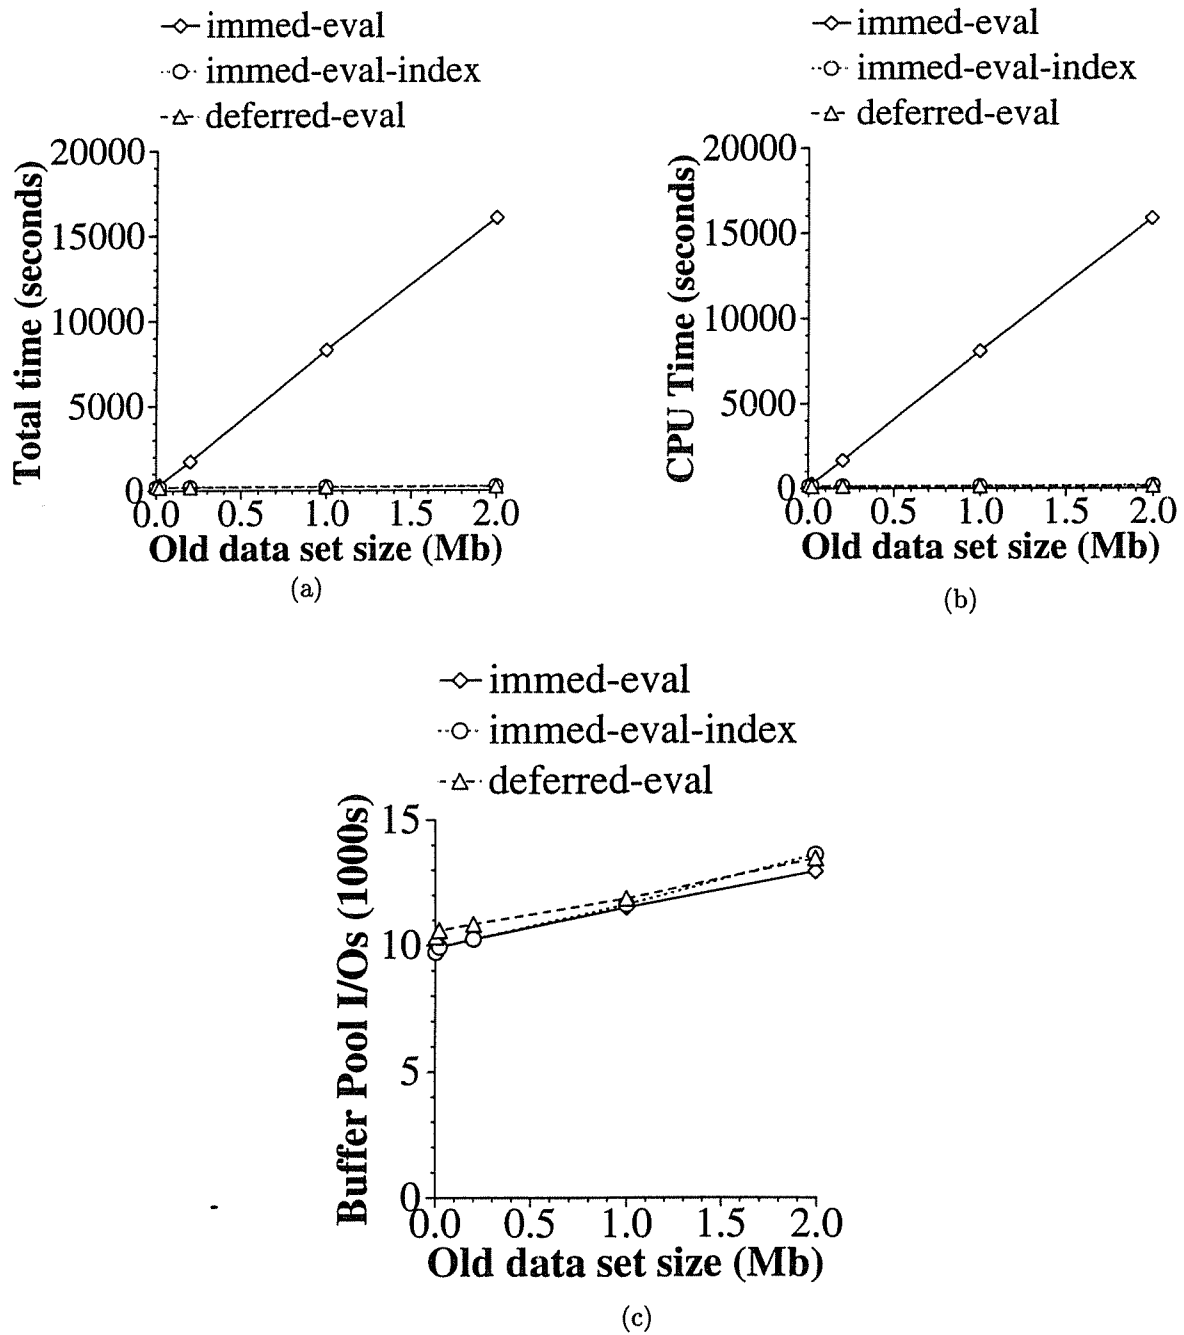 immed-eval
immed-eval-index
deferred-eval
20000
15000
10000
5000
0
0.0 0.5 1.0 1.5 2.0
Total time (seconds)
Old data set size (Mb)
(a)
immed-eval
immed-eval-index
deferred-eval
20000
15000
10000
5000
0
0.0 0.5 1.0 1.5 2.0
CPU Time (seconds)
Old data set size (Mb)
(b)
immed-eval
immed-eval-index
deferred-eval
15
10
5
0
0.0 0.5 1.0 1.5 2.0
Buffer Pool I/Os (1000s)
Old data set size (Mb)
(c)